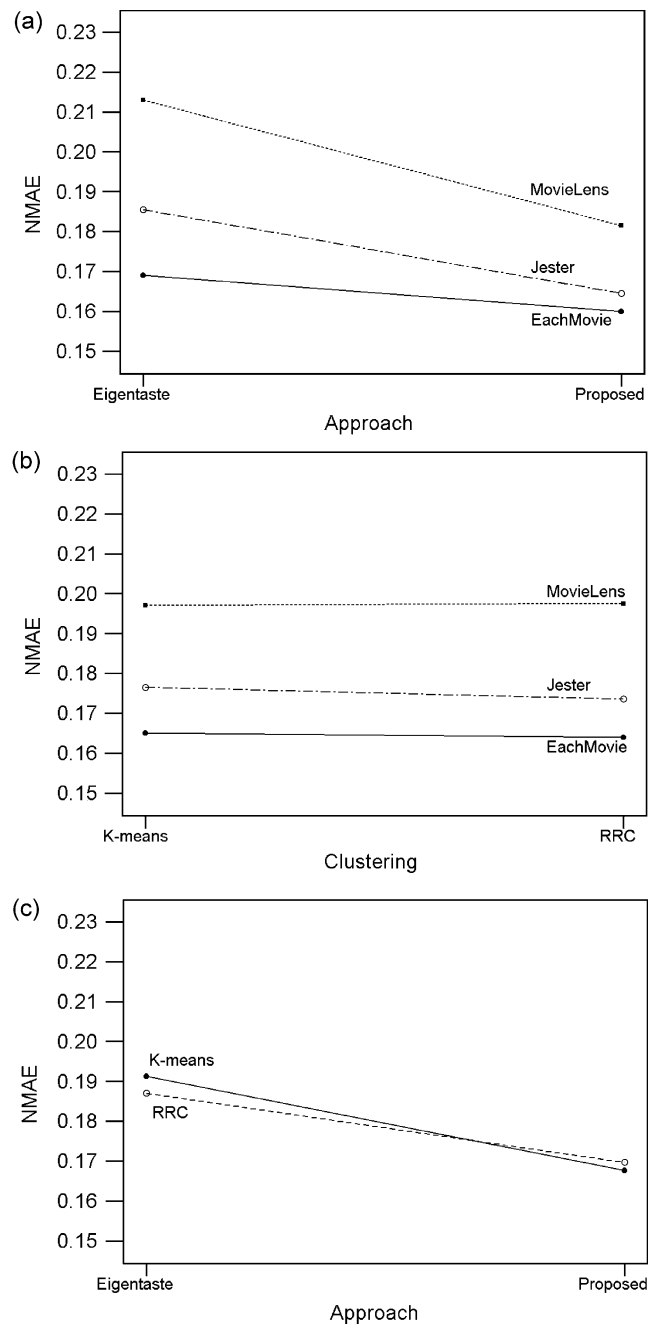 (a)
0.23
0.22
0.21
0.20
0.19
0.18
0.17
0.16
0.15
NMAE
MovieLens
Jester
EachMovie
Eigentaste
Proposed
Approach
(b)
0.23
0.22
0.21
0.20
0.19
0.18
0.17
0.16
0.15
NMAE
MovieLens
Jester
EachMovie
K-means
RRC
Clustering
(c)
0.23
0.22
0.21
0.20
0.19
0.18
0.17
0.16
0.15
NMAE
K-means
RRC
Eigentaste
Proposed
Approach